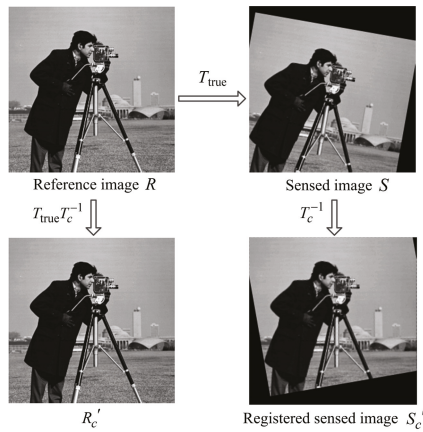 T_true
Reference image R
Sensed image S
T_true T_c^{-1}
T_c^{-1}
R_c′
Registered sensed image S_c′